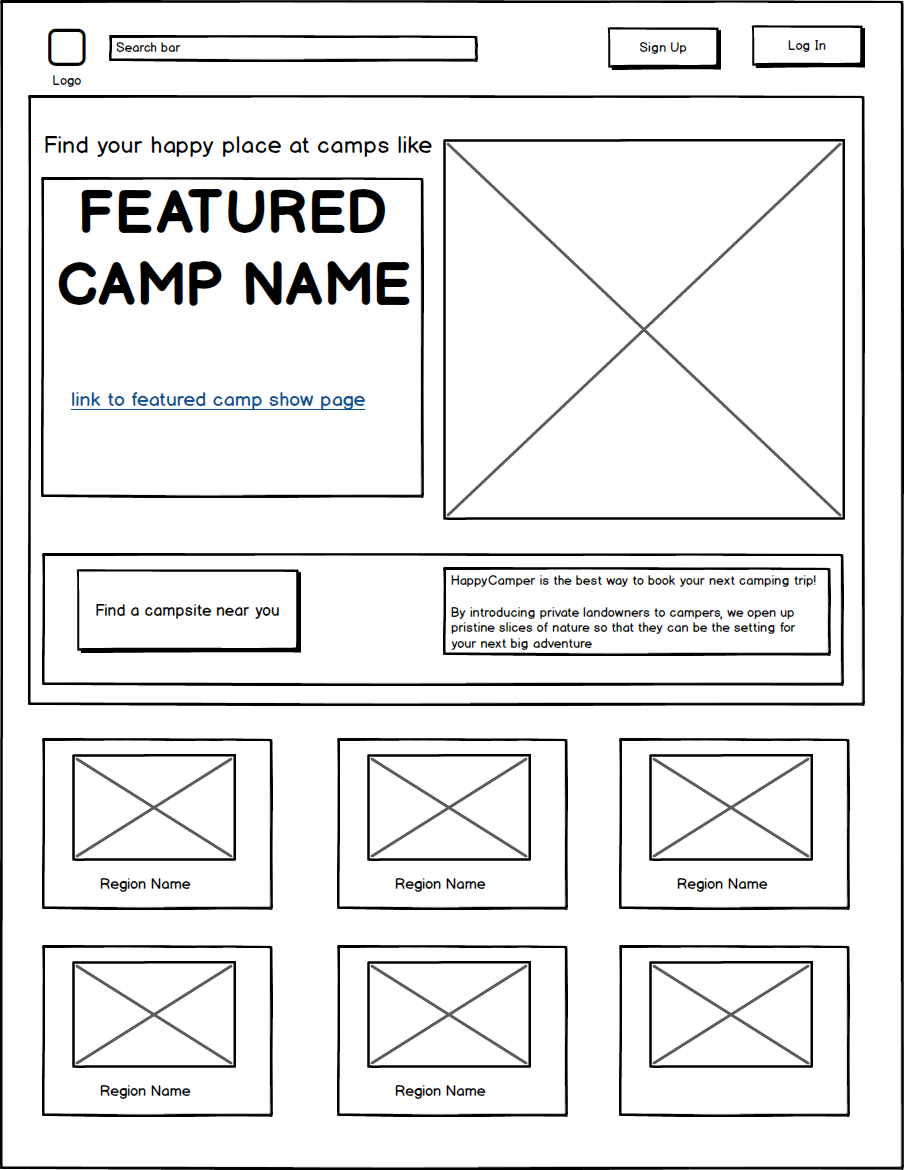 Search bar
Sign Up
Log In
Logo
Find your happy place at camps like
FEATURED
CAMP NAME
link to featured camp show page
Find a campsite near you
HappyCamper is the best way to book your next camping trip!
By introducing private landowners to campers, we open up
pristine slices of nature so that they can be the setting for
your next big adventure
Region Name
Region Name
Region Name
Region Name
Region Name